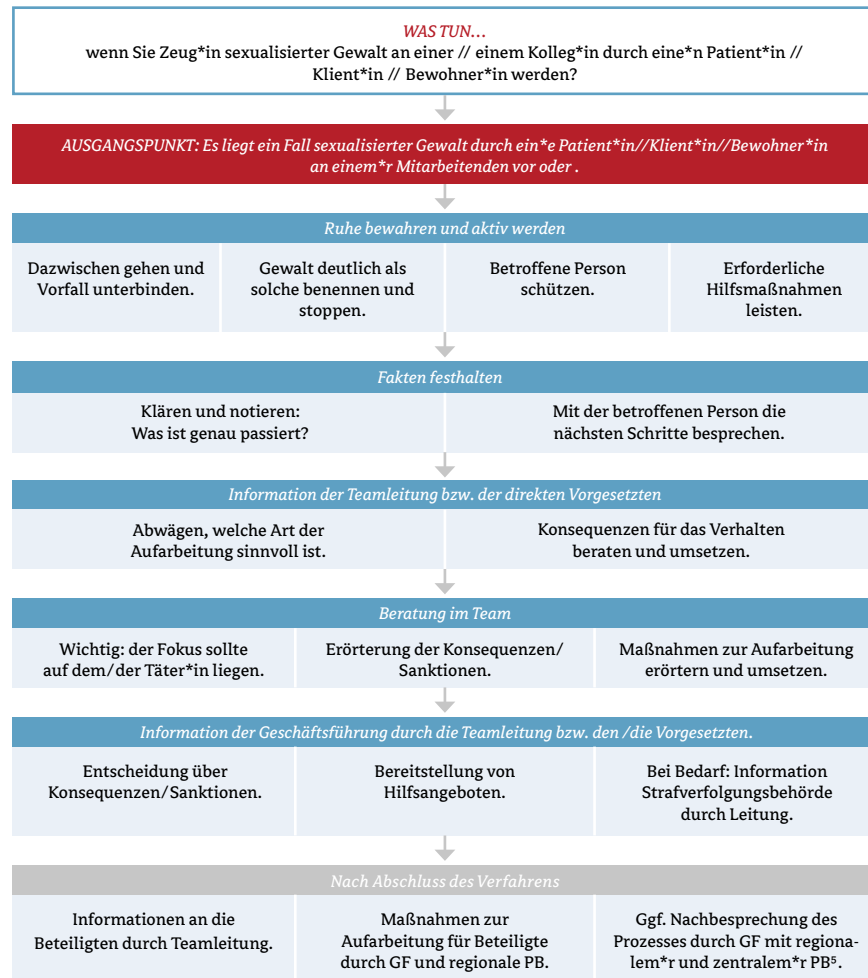 WAS TUN...
wenn Sie Zeug*in sexualisierter Gewalt an einer // einem Kolleg*in durch eine*n Patient*in //
Klient*in // Bewohner*in werden?
AUSGANGSPUNKT: Es liegt ein Fall sexualisierter Gewalt durch ein*e Patient*in//Klient*in//Bewohner*in
an einem*r Mitarbeitenden vor oder .
Ruhe bewahren und aktiv werden
Dazwischen gehen und
Vorfall unterbinden.
Gewalt deutlich als
solche benennen und
stoppen.
Betroffene Person
schützen.
Erforderliche
Hilfsmaßnahmen
leisten.
Fakten festhalten
Klären und notieren:
Was ist genau passiert?
Mit der betroffenen Person die
nächsten Schritte besprechen.
Information der Teamleitung bzw. der direkten Vorgesetzten
Abwägen, welche Art der
Aufarbeitung sinnvoll ist.
Konsequenzen für das Verhalten
beraten und umsetzen.
Beratung im Team
Wichtig: der Fokus sollte
auf dem/der Täter*in liegen.
Erörterung der Konsequenzen/
Sanktionen.
Maßnahmen zur Aufarbeitung
erörtern und umsetzen.
Information der Geschäftsführung durch die Teamleitung bzw. den /die Vorgesetzten.
Entscheidung über
Konsequenzen/Sanktionen.
Bereitstellung von
Hilfsangeboten.
Bei Bedarf: Information
Strafverfolgungsbehörde
durch Leitung.
Nach Abschluss des Verfahrens
Informationen an die
Beteiligten durch Teamleitung.
Maßnahmen zur
Aufarbeitung für Beteiligte
durch GF und regionale PB.
Ggf. Nachbesprechung des
Prozesses durch GF mit regiona-
lem*r und zentralem*r PB⁵.